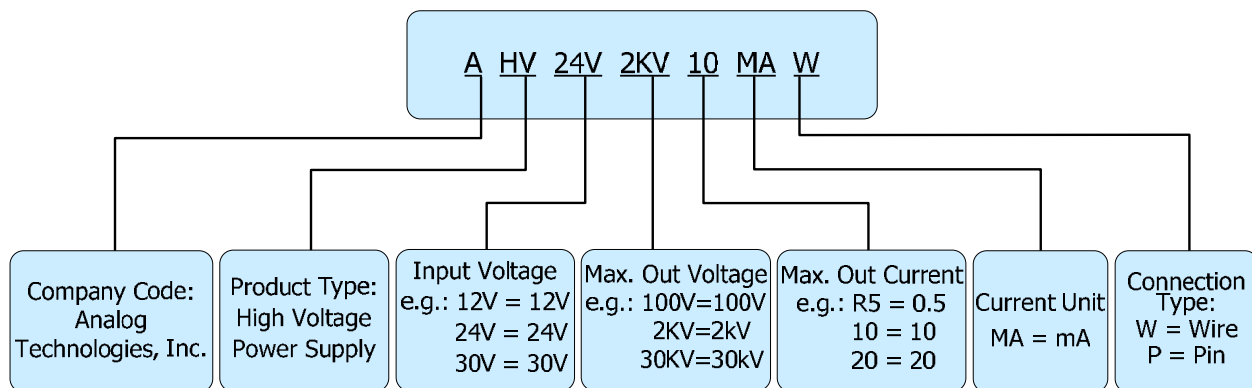 A HV 24V 2KV 10 MA W
Company Code:
Analog
Technologies, Inc.
Product Type:
High Voltage
Power Supply
Input Voltage
e.g.: 12V = 12V
24V = 24V
30V = 30V
Max. Out Voltage
e.g.: 100V=100V
2KV=2kV
30KV=30kV
Max. Out Current
e.g.: R5 = 0.5
10 = 10
20 = 20
Current Unit
MA = mA
Connection
Type:
W = Wire
P = Pin